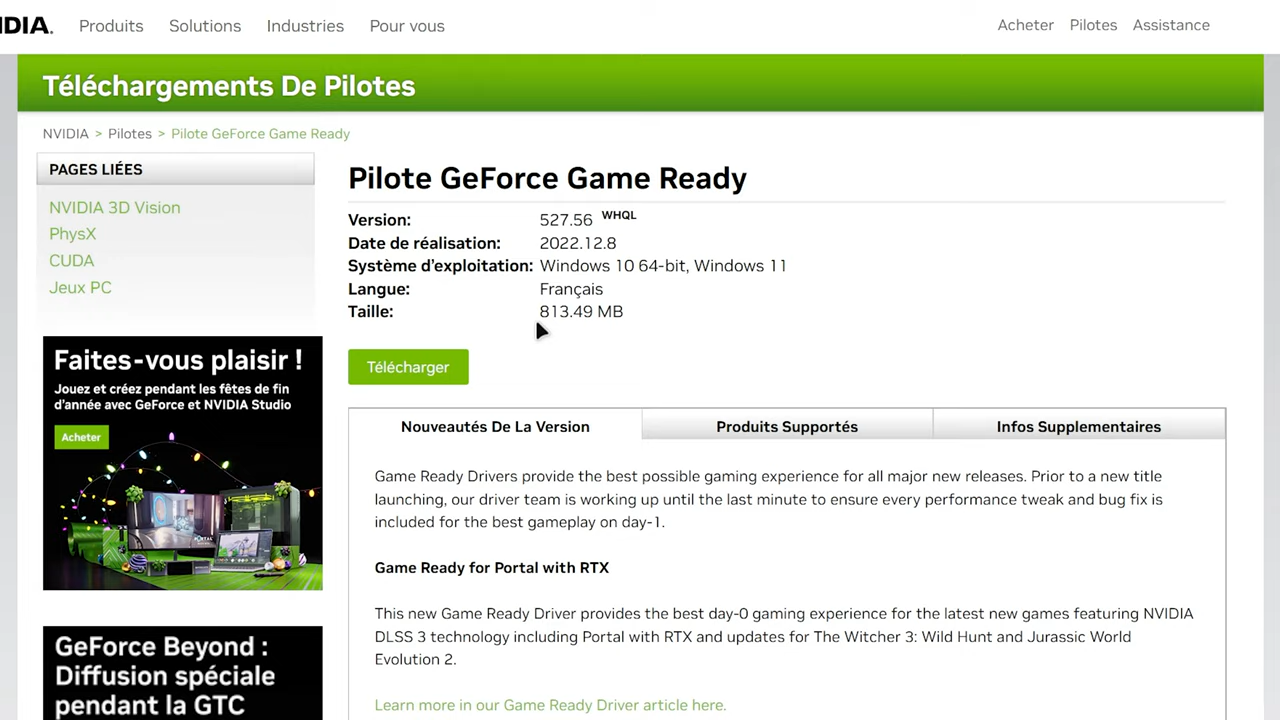 Produits Solutions Industries Pour vous Acheter Pilotes Assistance
Téléchargements De Pilotes
NVIDIA > Pilotes > Pilote GeForce Game Ready
PAGES LIÉES
NVIDIA 3D Vision
PhysX
CUDA
Jeux PC
Faites-vous plaisir !
Jouez et créez pendant les fêtes de fin
d'année avec GeForce et NVIDIA Studio
Acheter
PORTAL
GeForce Beyond :
Diffusion spéciale
pendant la GTC
Pilote GeForce Game Ready
Version: 527.56 WHQL
Date de réalisation: 2022.12.8
Système d'exploitation: Windows 10 64-bit, Windows 11
Langue: Français
Taille: 813.49 MB
Télécharger
Nouveautés De La Version Produits Supportés Infos Supplementaires
Game Ready Drivers provide the best possible gaming experience for all major new releases. Prior to a new title
launching, our driver team is working up until the last minute to ensure every performance tweak and bug fix is
included for the best gameplay on day-1.
Game Ready for Portal with RTX
This new Game Ready Driver provides the best day-0 gaming experience for the latest new games featuring NVIDIA
DLSS 3 technology including Portal with RTX and updates for The Witcher 3: Wild Hunt and Jurassic World
Evolution 2.
Learn more in our Game Ready Driver article here.